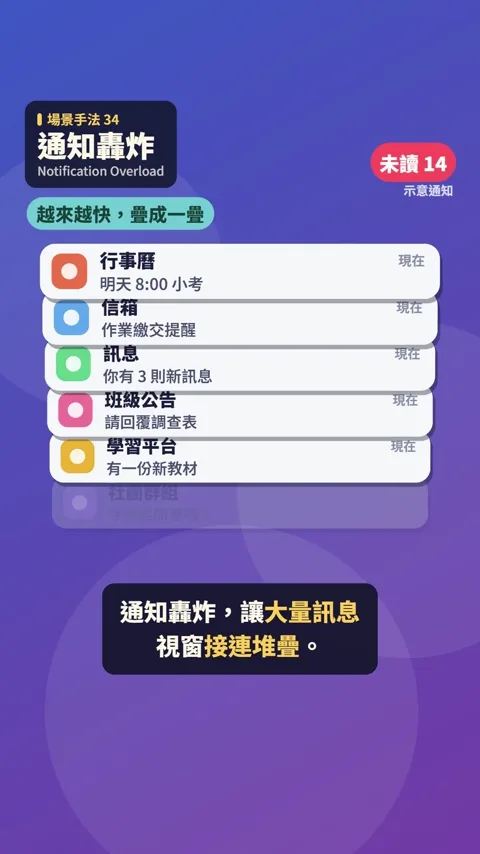 場景手法 34
通知轟炸
Notification Overload
未讀 14
示意通知
越來越快，疊成一疊
行事曆
現在
明天 8:00 小考
信箱
現在
作業繳交提醒
訊息
現在
你有 3 則新訊息
班級公告
現在
請回覆調查表
學習平台
現在
有一份新教材
社團群組
通知轟炸，讓大量訊息
視窗接連堆疊。